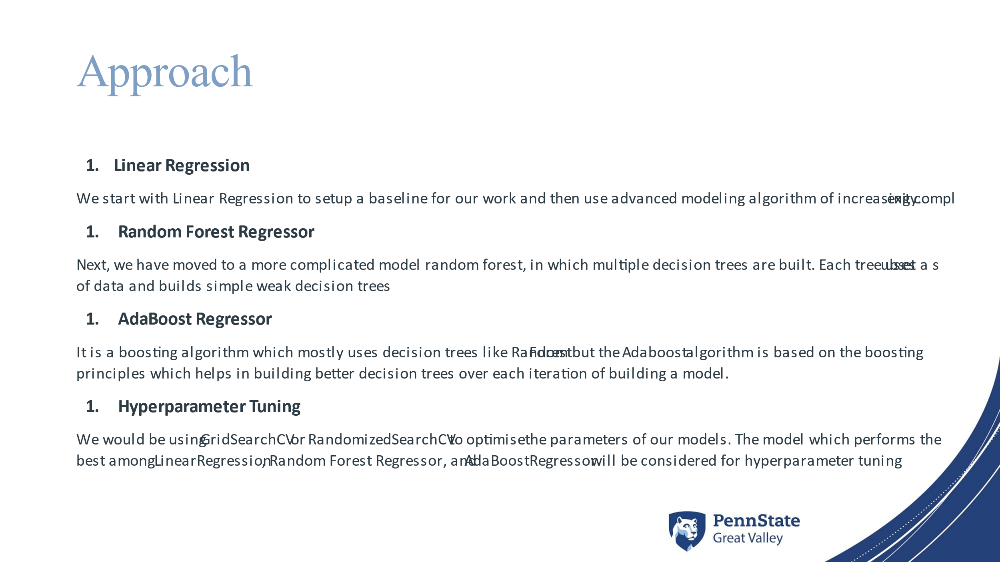 Approach
1. Linear Regression
We start with Linear Regression to setup a baseline for our work and then use advanced modeling algorithm of increasing complexity.
1. Random Forest Regressor
Next, we have moved to a more complicated model random forest, in which multiple decision trees are built. Each tree uses a subset
of data and builds simple weak decision trees.
1. AdaBoost Regressor
It is a boosting algorithm which mostly uses decision trees like Random Forest but the Adaboost algorithm is based on the boosting
principles which helps in building better decision trees over each iteration of building a model.
1. Hyperparameter Tuning
We would be using GridSearchCV or RandomizedSearchCV to optimise the parameters of our models. The model which performs the
best among LinearRegression, Random Forest Regressor, and AdaBoostRegressor will be considered for hyperparameter tuning
PennState
Great Valley